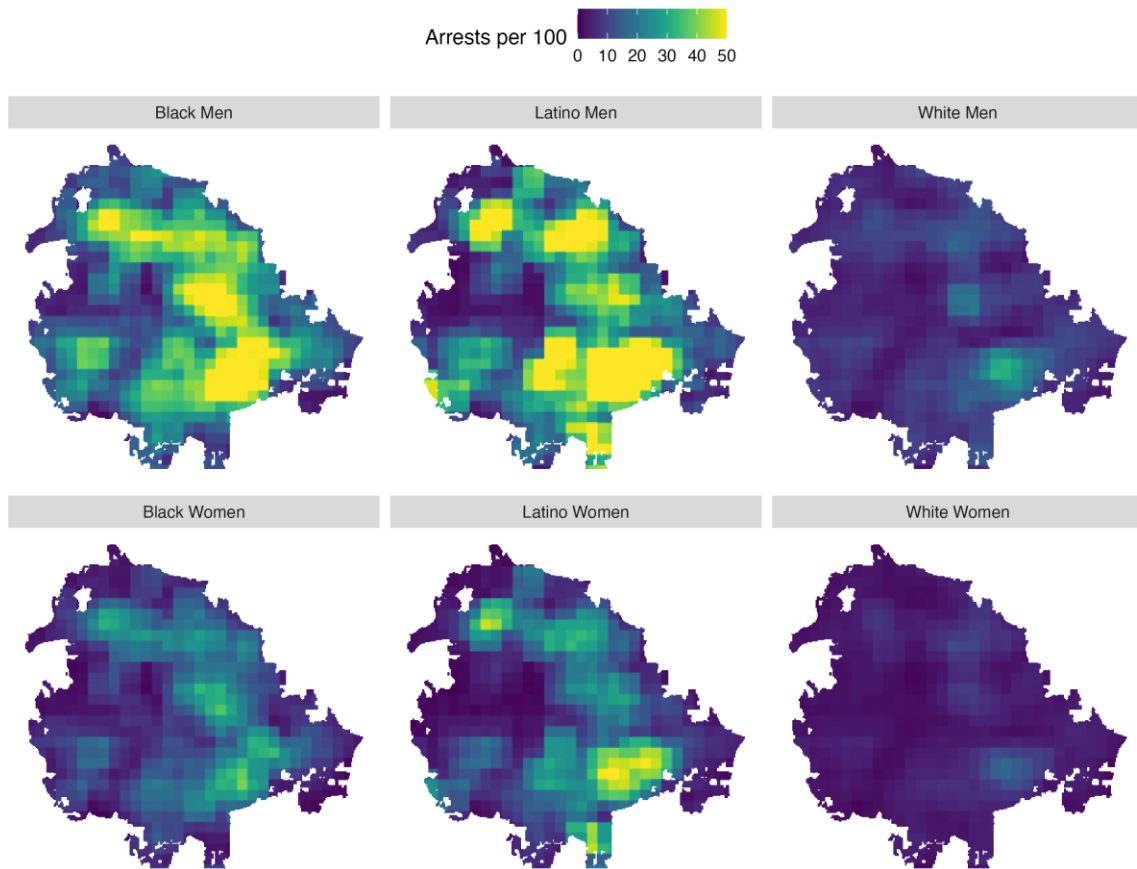 Arrests per 100
0 10 20 30 40 50
Black Men
Latino Men
White Men
Black Women
Latino Women
White Women